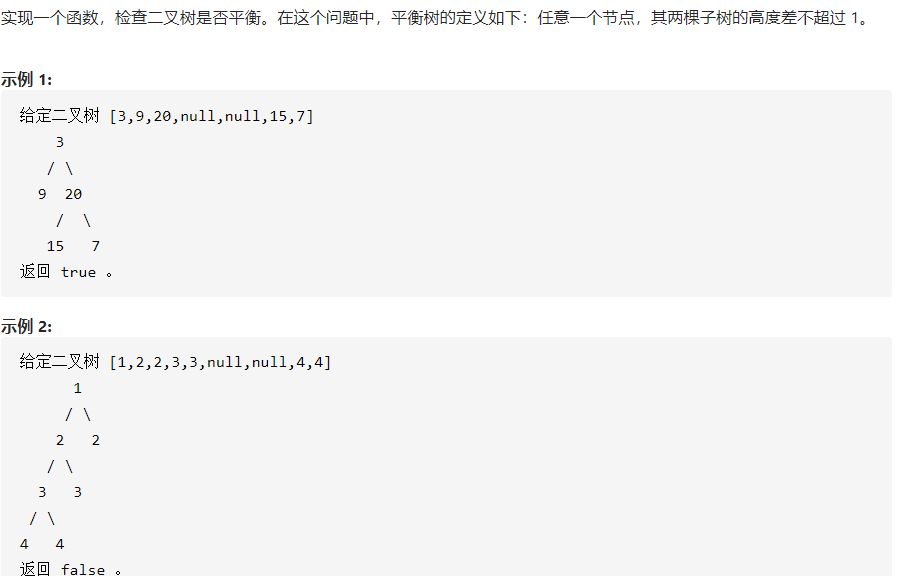 实现一个函数，检查二叉树是否平衡。在这个问题中，平衡树的定义如下：任意一个节点，其两棵子树的高度差不超过 1。
示例 1:
给定二叉树 [3,9,20,null,null,15,7]
    3
   / \
  9  20
    /  \
   15   7
返回 true 。
示例 2:
给定二叉树 [1,2,2,3,3,null,null,4,4]
      1
     / \
    2   2
   / \
  3   3
 / \
4   4
返回 false 。